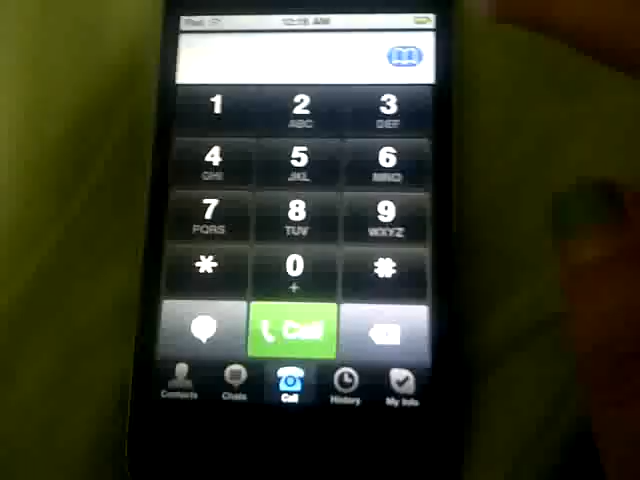 iPod 12:15 AM
1 2 3
ABC DEF
4 5 6
GHI JKL MNO
7 8 9
PQRS TUV WXYZ
* 0 #
+
Call
Contacts Chats Call History My Info